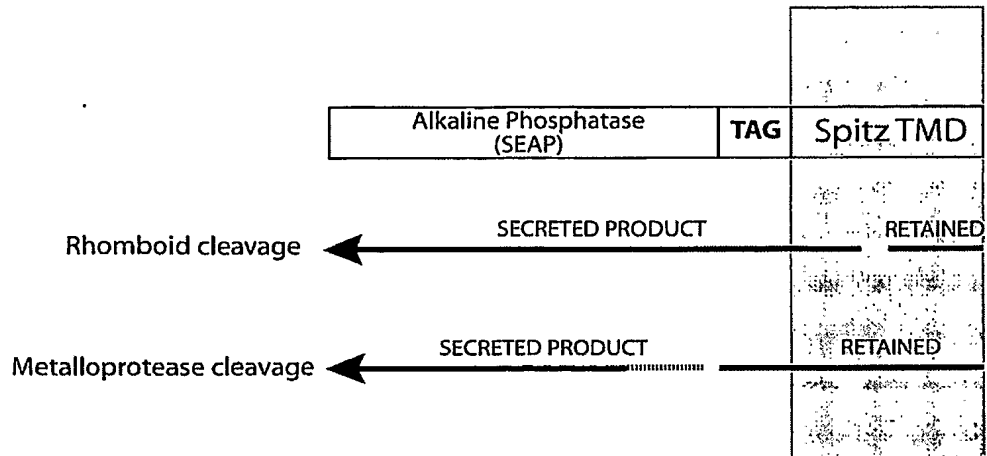 Alkaline Phosphatase
(SEAP)
TAG
Spitz TMD
Rhomboid cleavage
SECRETED PRODUCT
RETAINED
Metalloprotease cleavage
SECRETED PRODUCT
RETAINED